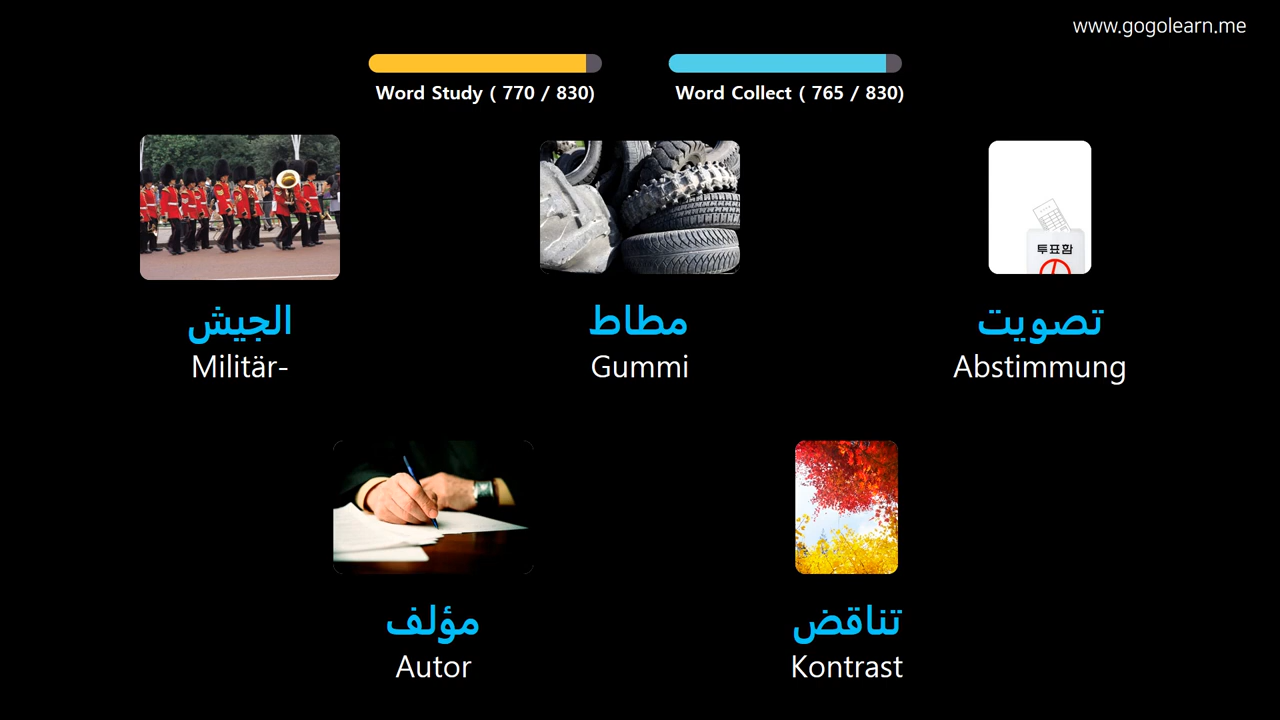 www.gogolearn.me
Word Study ( 770 / 830)
Word Collect ( 765 / 830)
투표함
الجيش
Militär-
مطاط
Gummi
تصويت
Abstimmung
مؤلف
Autor
تناقض
Kontrast